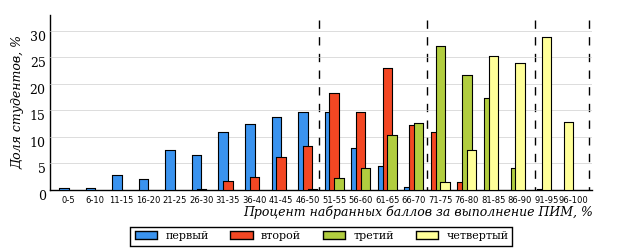 Доля студентов, %
30
25
20
15
10
5
0
0-5 6-10 11-15 16-20 21-25 26-30 31-35 36-40 41-45 46-50 51-55 56-60 61-65 66-70 71-75 76-80 81-85 86-90 91-95 96-100
Процент набранных баллов за выполнение ПИМ, %
первый второй третий четвертый